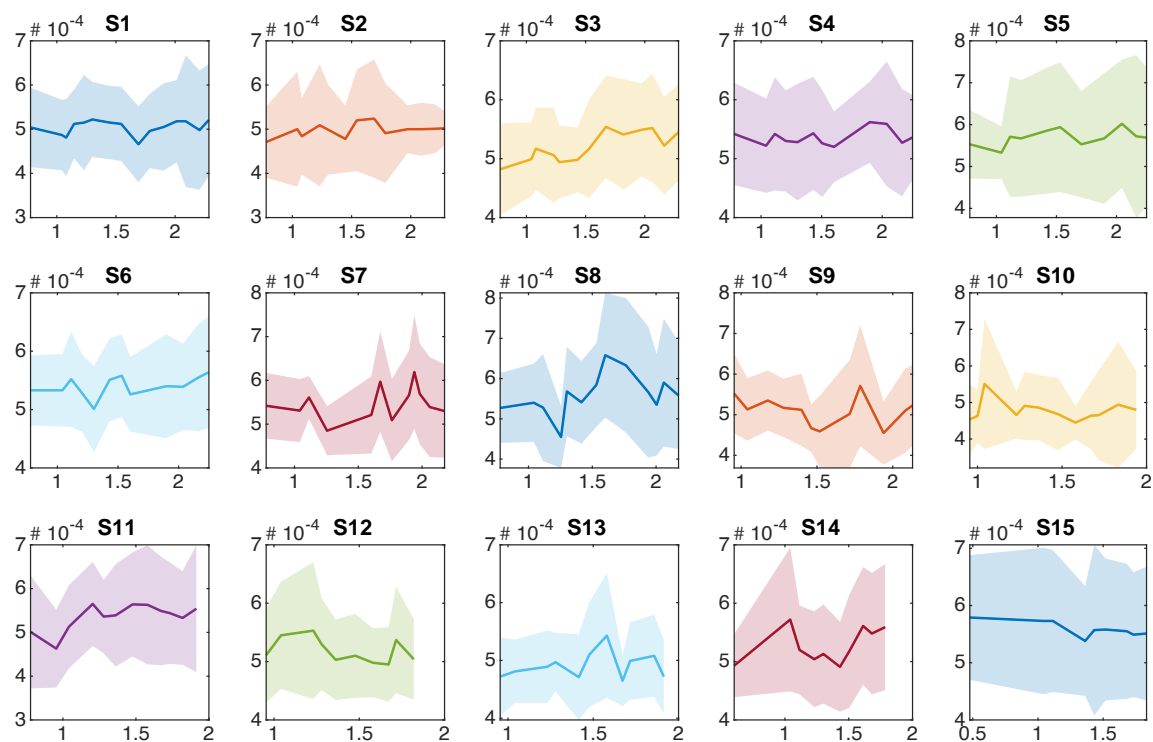 # 10^-4 S1 # 10^-4 S2 # 10^-4 S3 # 10^-4 S4 # 10^-4 S5
7 7 7 7 8
6 6 6 6 7
5 5 5 5 6
4 4 5
3 3 4 4 4
1 1.5 2 1 1.5 2 1 1.5 2 1 1.5 2 1 1.5 2
# 10^-4 S6 # 10^-4 S7 # 10^-4 S8 # 10^-4 S9 # 10^-4 S10
7 8 8 8 8
6 7 7 7 7
6 6 6 6
5 5 5 5 5
4 4 4 4 4
1 1.5 2 1 1.5 2 1 1.5 2 1 1.5 2 1 1.5 2
# 10^-4 S11 # 10^-4 S12 # 10^-4 S13 # 10^-4 S14 # 10^-4 S15
7 7 7 7 7
6 6 6 6 6
5 5 5 5 5
4
3 4 4 4 4
1 1.5 2 1 1.5 2 1 1.5 2 1 1.5 2 0.5 1 1.5